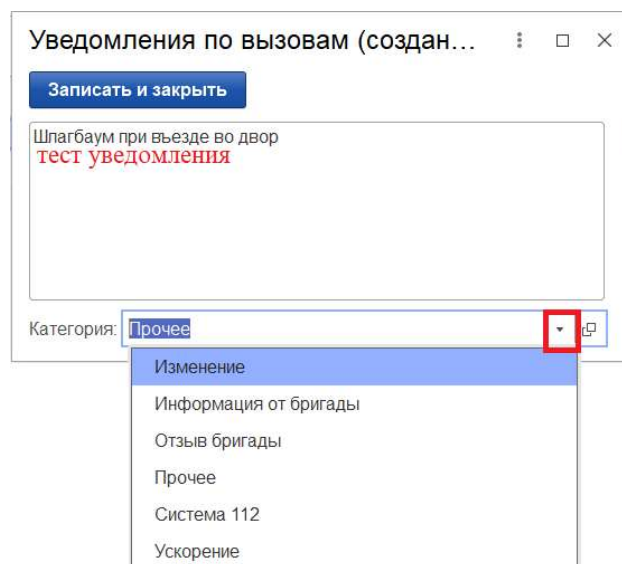 Уведомления по вызовам (создан...
Записать и закрыть
Шлагбаум при въезде во двор
тест уведомления
Категория: Прочее
Изменение
Информация от бригады
Отзыв бригады
Прочее
Система 112
Ускорение